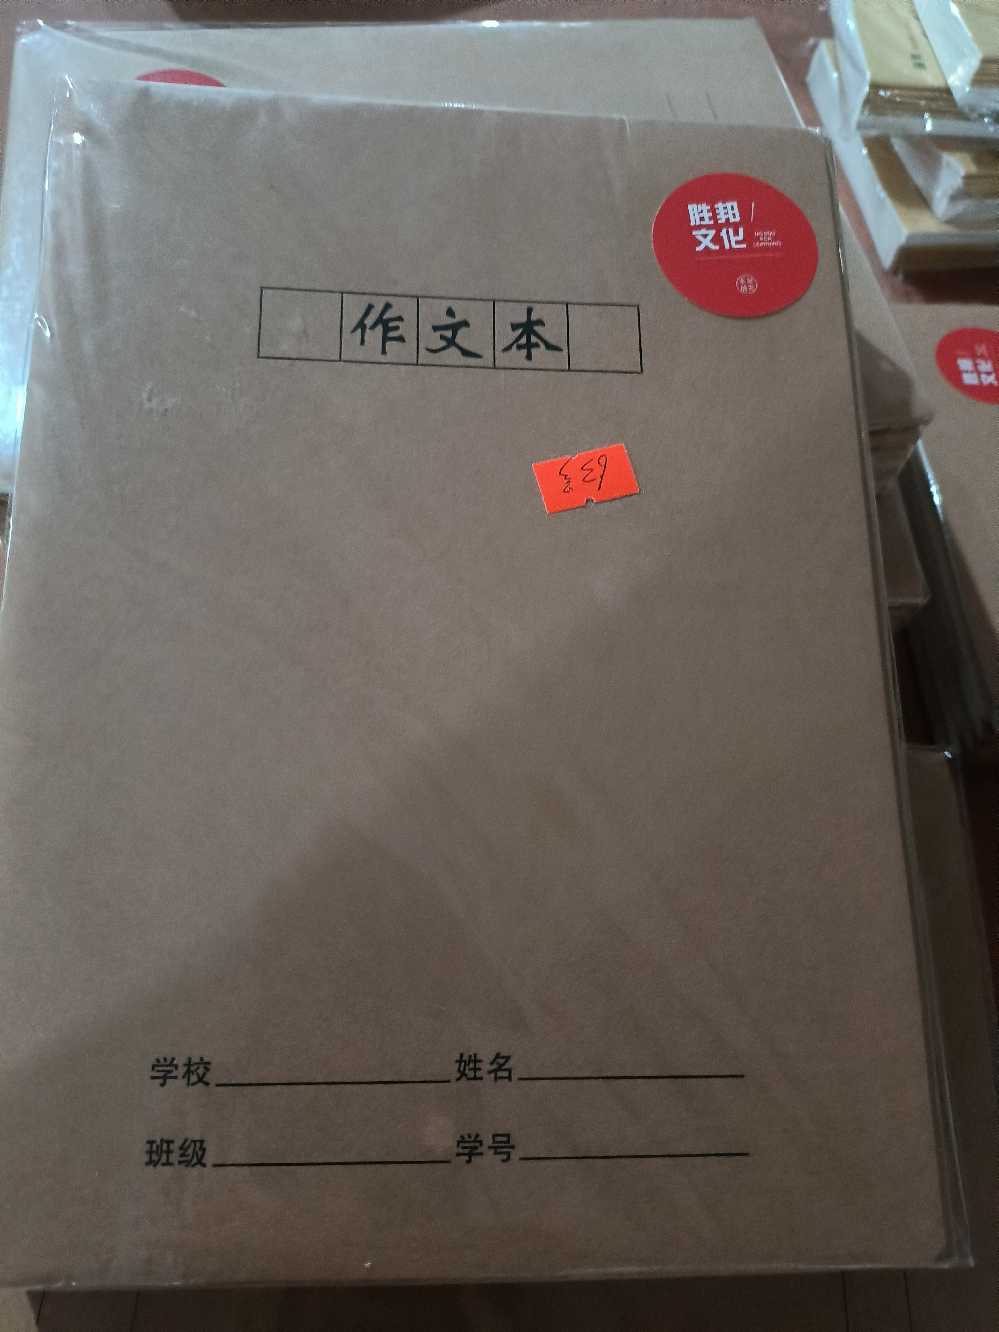 胜邦
文化
作文本
学校 姓名
班级 学号